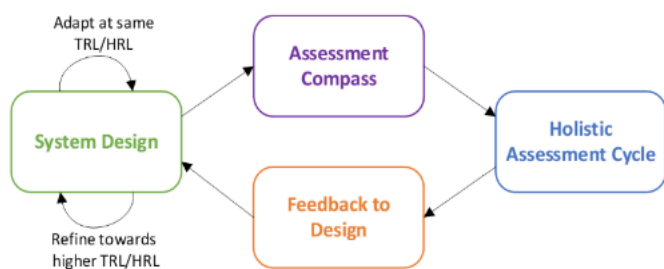 Adapt at same
TRL/HRL
Assessment
Compass
System Design
Holistic
Assessment Cycle
Feedback to
Design
Refine towards
higher TRL/HRL